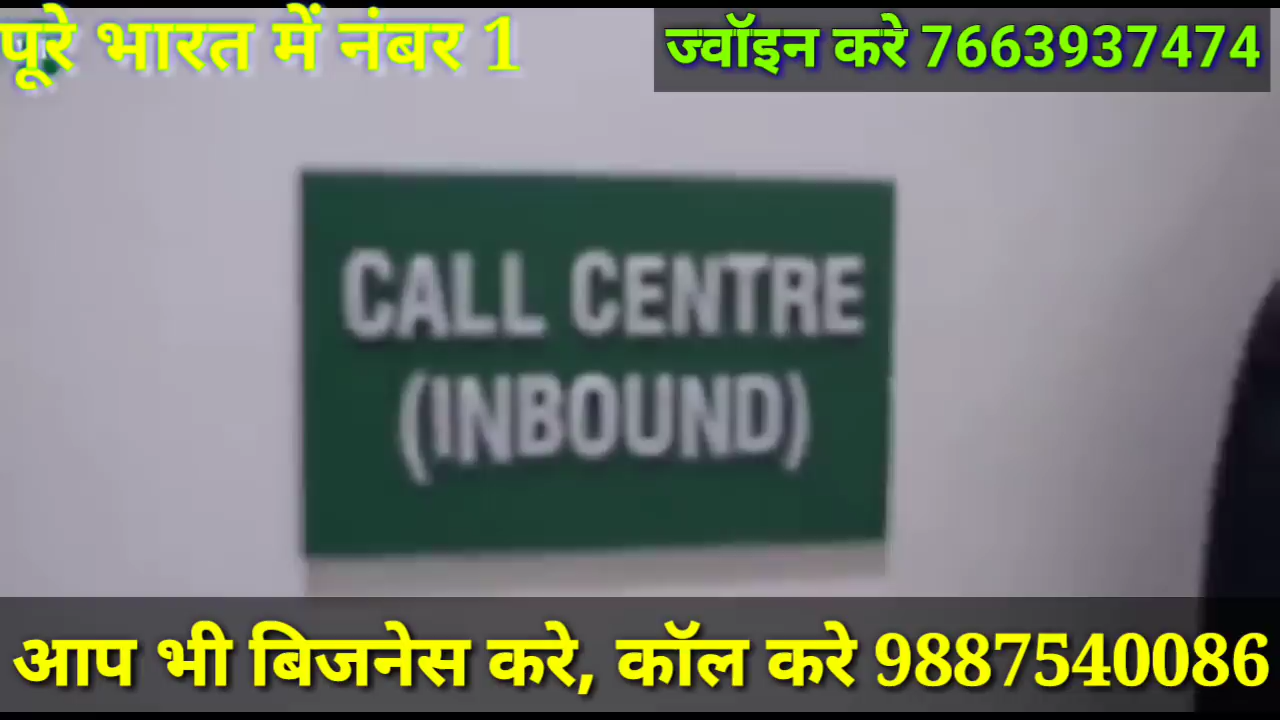 पूरे भारत में नंबर 1
ज्वॉइन करे 7663937474
CALL CENTRE
(INBOUND)
आप भी बिजनेस करे, कॉल करे 9887540086